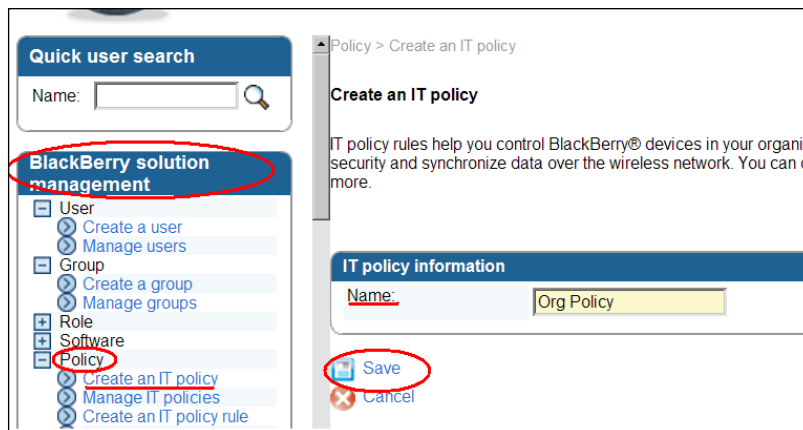 Quick user search
Name:
BlackBerry solution
management
User
Create a user
Manage users
Group
Create a group
Manage groups
Role
Software
Policy
Create an IT policy
Manage IT policies
Create an IT policy rule
Policy > Create an IT policy
Create an IT policy
IT policy rules help you control BlackBerry® devices in your organi
security and synchronize data over the wireless network. You can
more.
IT policy information
Name:
Org Policy
Save
Cancel